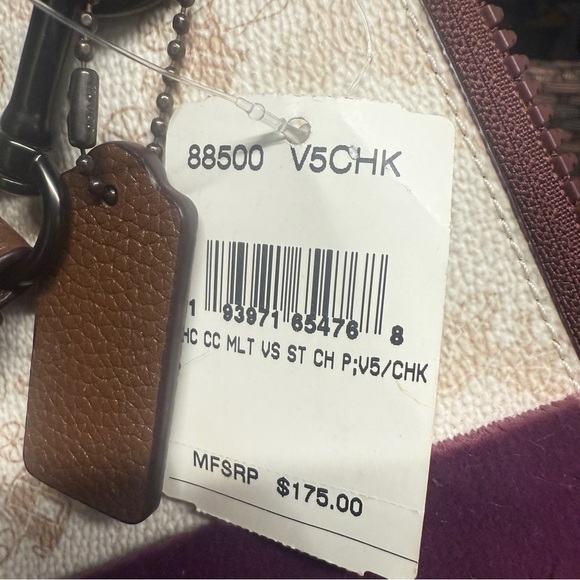 88500 V5CHK
1 93971 65476 8
HC CC MLT VS ST CH P;V5/CHK
MFSRP $175.00